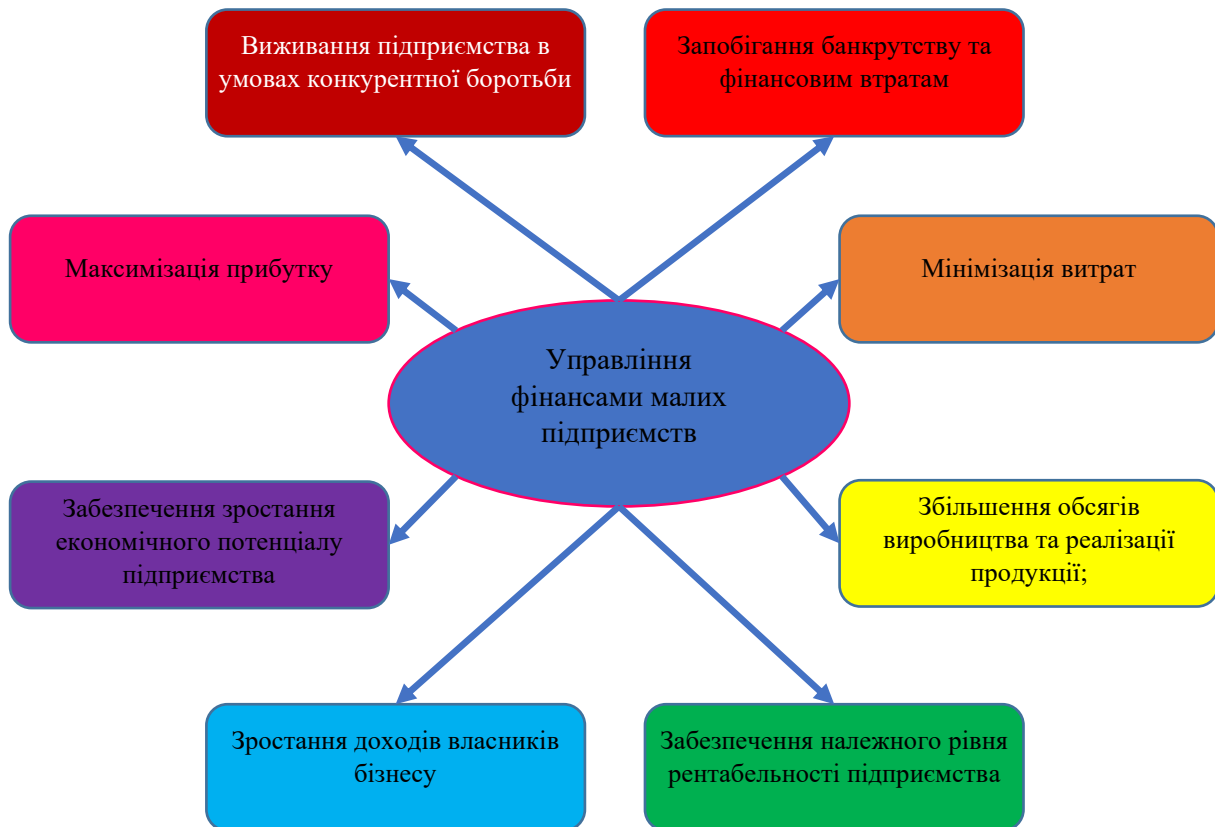 Виживання підприємства в
умовах конкурентної боротьби
Запобігання банкрутству та
фінансовим втратам
Максимізація прибутку
Мінімізація витрат
Управління
фінансами малих
підприємств
Забезпечення зростання
економічного потенціалу
підприємства
Збільшення обсягів
виробництва та реалізації
продукції;
Зростання доходів власників
бізнесу
Забезпечення належного рівня
рентабельності підприємства